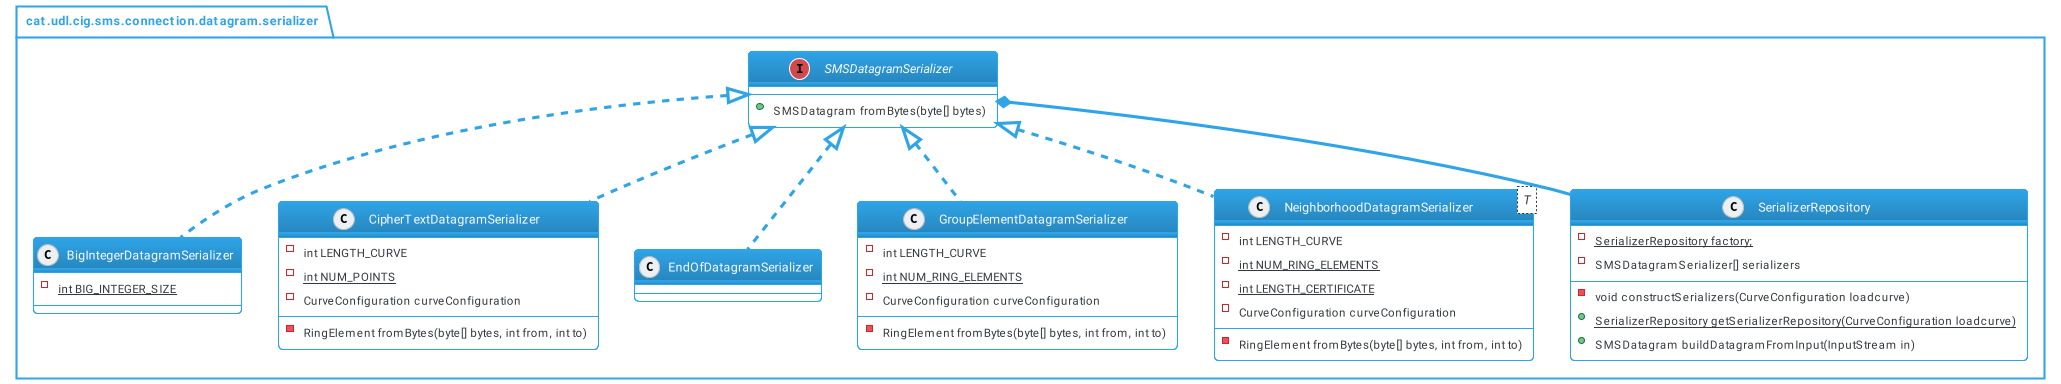 cat.udl.cig.sms.connection.datagram.serializer
I SMSDatagramSerializer
SMSDatagram fromBytes(byte[] bytes)
C BigIntegerDatagramSerializer
int BIG_INTEGER_SIZE
C CipherTextDatagramSerializer
int LENGTH_CURVE
int NUM_POINTS
CurveConfiguration curveConfiguration
RingElement fromBytes(byte[] bytes, int from, int to)
C EndOfDatagramSerializer
C GroupElementDatagramSerializer
int LENGTH_CURVE
int NUM_RING_ELEMENTS
CurveConfiguration curveConfiguration
RingElement fromBytes(byte[] bytes, int from, int to)
C NeighborhoodDatagramSerializer T
int LENGTH_CURVE
int NUM_RING_ELEMENTS
int LENGTH_CERTIFICATE
CurveConfiguration curveConfiguration
RingElement fromBytes(byte[] bytes, int from, int to)
C SerializerRepository
SerializerRepository factory;
SMSDatagramSerializer[] serializers
void constructSerializers(CurveConfiguration loadcurve)
SerializerRepository getSerializerRepository(CurveConfiguration loadcurve)
SMSDatagram buildDatagramFromInput(InputStream in)